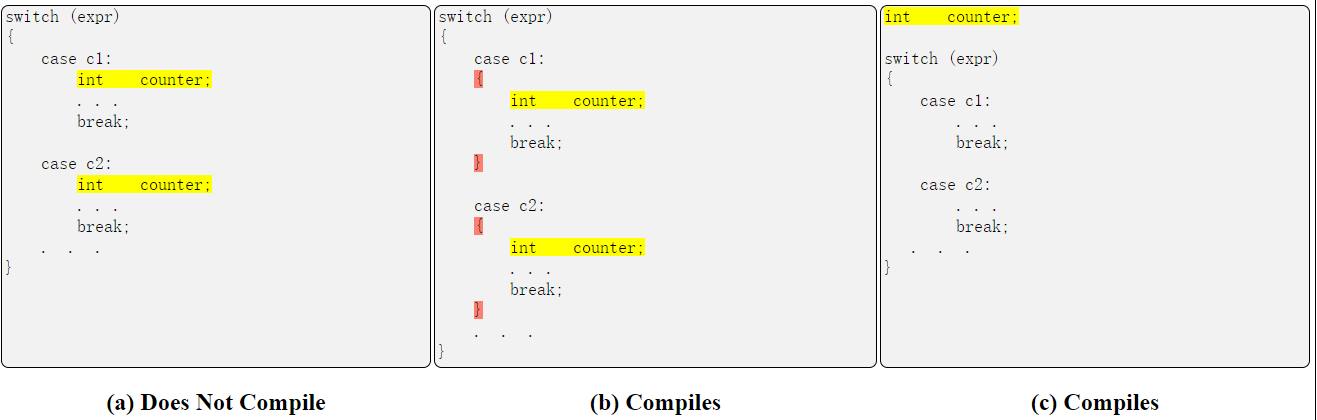 switch (expr)
{
    case c1:
        int    counter;
        . . .
        break;

    case c2:
        int    counter;
        . . .
        break;
    .  .  .
}
(a) Does Not Compile
switch (expr)
{
    case c1:
    {
        int    counter;
        . . .
        break;
    }

    case c2:
    {
        int    counter;
        . . .
        break;
    }
    .  .  .
}
(b) Compiles
int    counter;

switch (expr)
{
    case c1:
        . . .
        break;

    case c2:
        . . .
        break;
   .  .  .
}
(c) Compiles